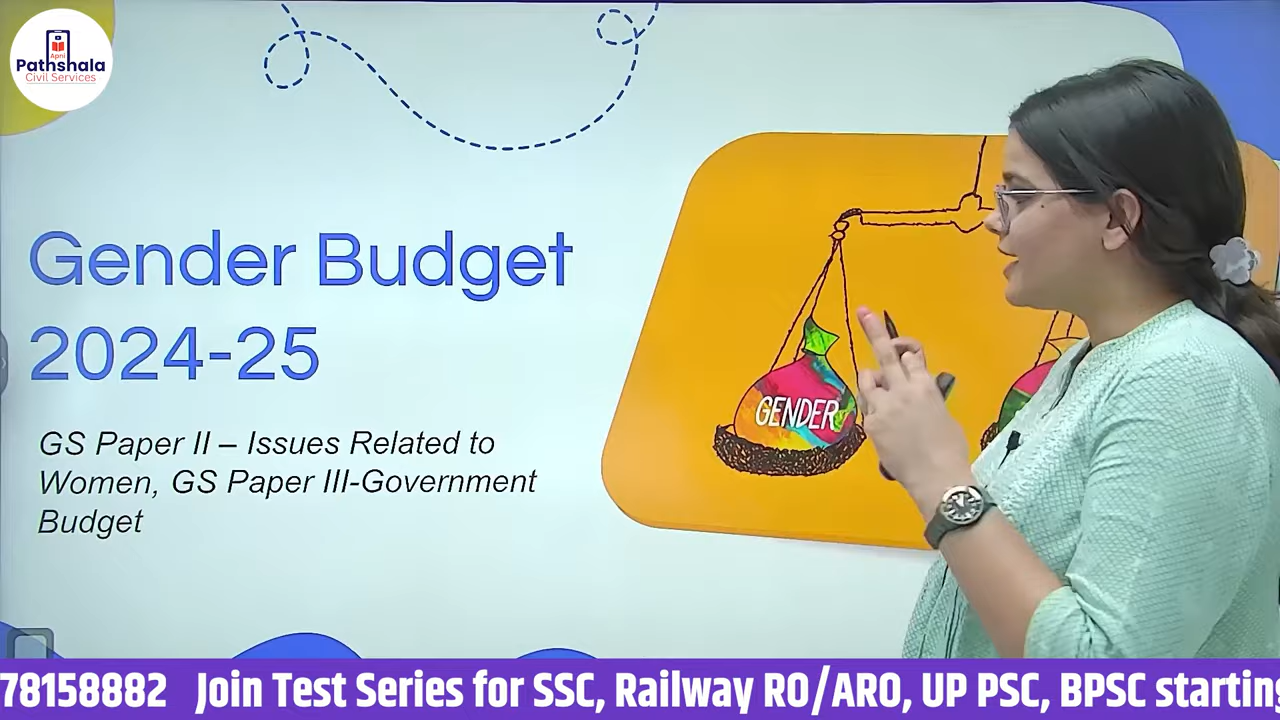 Apni
Pathshala
Civil Services
Gender Budget
2024-25
GS Paper II – Issues Related to
Women, GS Paper III-Government
Budget
GENDER
78158882 Join Test Series for SSC, Railway RO/ARO, UP PSC, BPSC starting